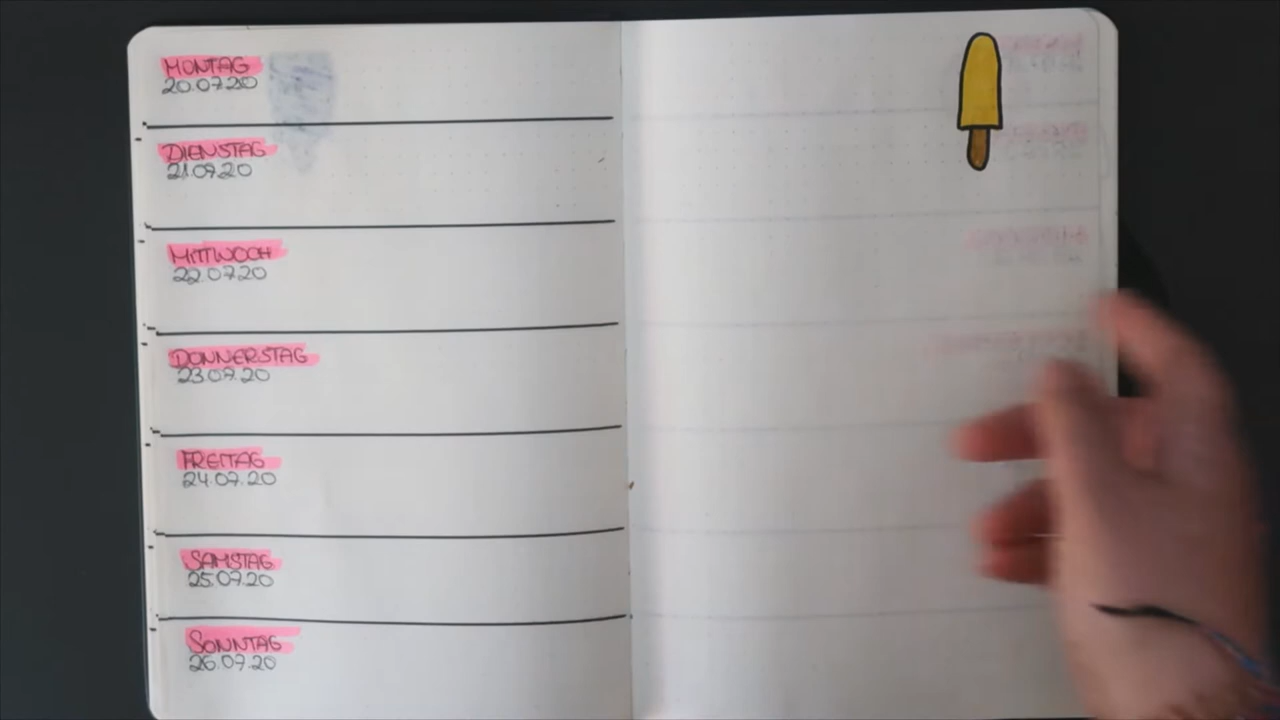 MONTAG
20.07.20
DIENSTAG
21.07.20
MITTWOCH
22.07.20
DONNERSTAG
23.07.20
FREITAG
24.07.20
SAMSTAG
25.07.20
SONNTAG
26.07.20